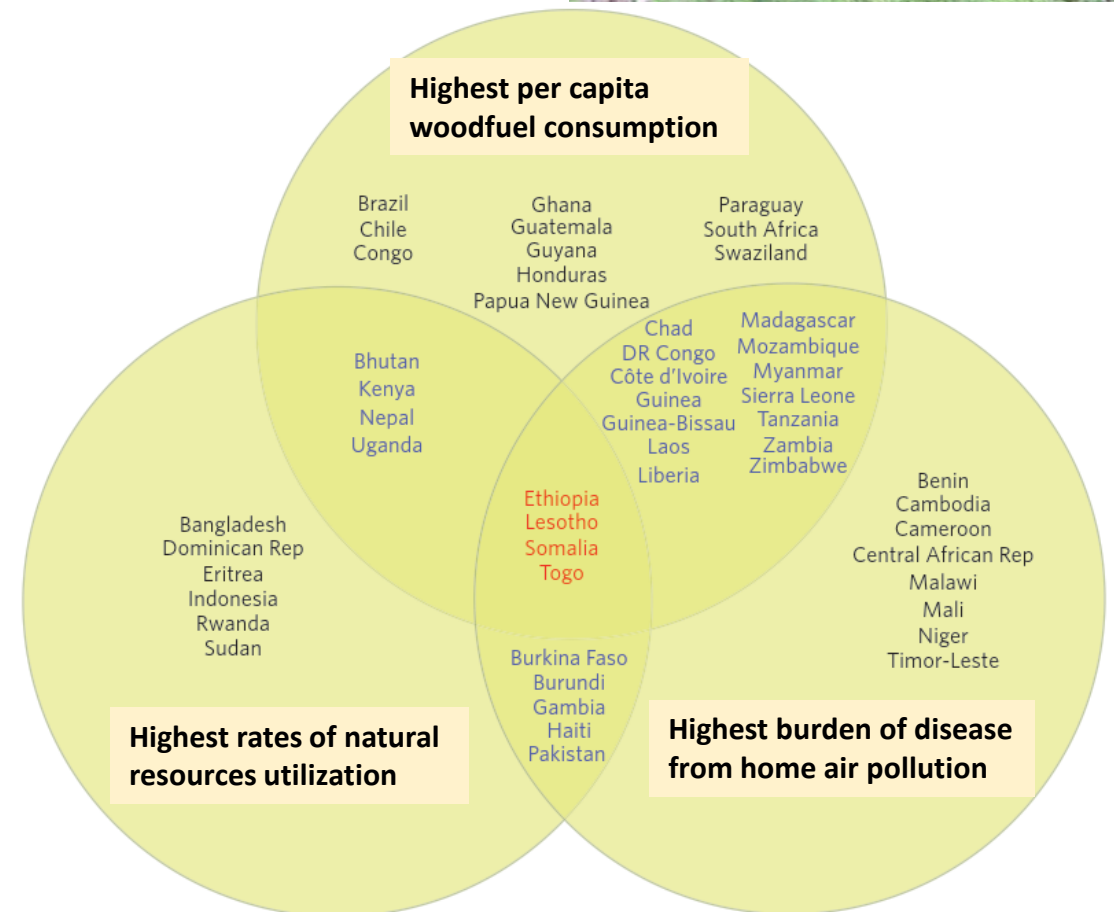 Highest per capita
woodfuel consumption
Brazil
Chile
Congo
Ghana
Guatemala
Guyana
Honduras
Papua New Guinea
Paraguay
South Africa
Swaziland
Bhutan
Kenya
Nepal
Uganda
Chad
DR Congo
Côte d’Ivoire
Guinea
Guinea-Bissau
Laos
Liberia
Madagascar
Mozambique
Myanmar
Sierra Leone
Tanzania
Zambia
Zimbabwe
Ethiopia
Lesotho
Somalia
Togo
Bangladesh
Dominican Rep
Eritrea
Indonesia
Rwanda
Sudan
Benin
Cambodia
Cameroon
Central African Rep
Malawi
Mali
Niger
Timor-Leste
Burkina Faso
Burundi
Gambia
Haiti
Pakistan
Highest rates of natural
resources utilization
Highest burden of disease
from home air pollution